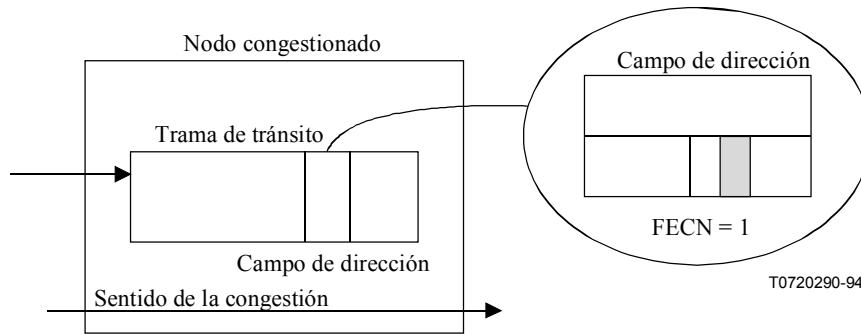 Nodo congestionado
Campo de dirección
Trama de tránsito
FECN = 1
Campo de dirección
T0720290-94
Sentido de la congestión